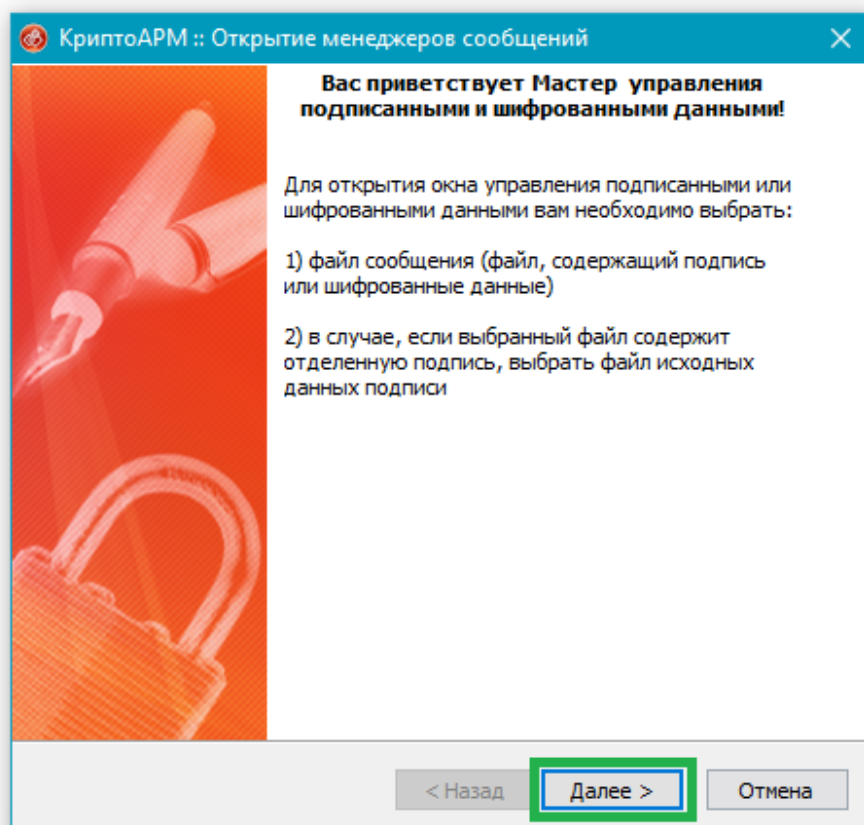 КриптоАРМ :: Открытие менеджеров сообщений
Вас приветствует Мастер управления
подписанными и шифрованными данными!
Для открытия окна управления подписанными или
шифрованными данными вам необходимо выбрать:
1) файл сообщения (файл, содержащий подпись
или шифрованные данные)
2) в случае, если выбранный файл содержит
отделенную подпись, выбрать файл исходных
данных подписи
< Назад
Далее >
Отмена